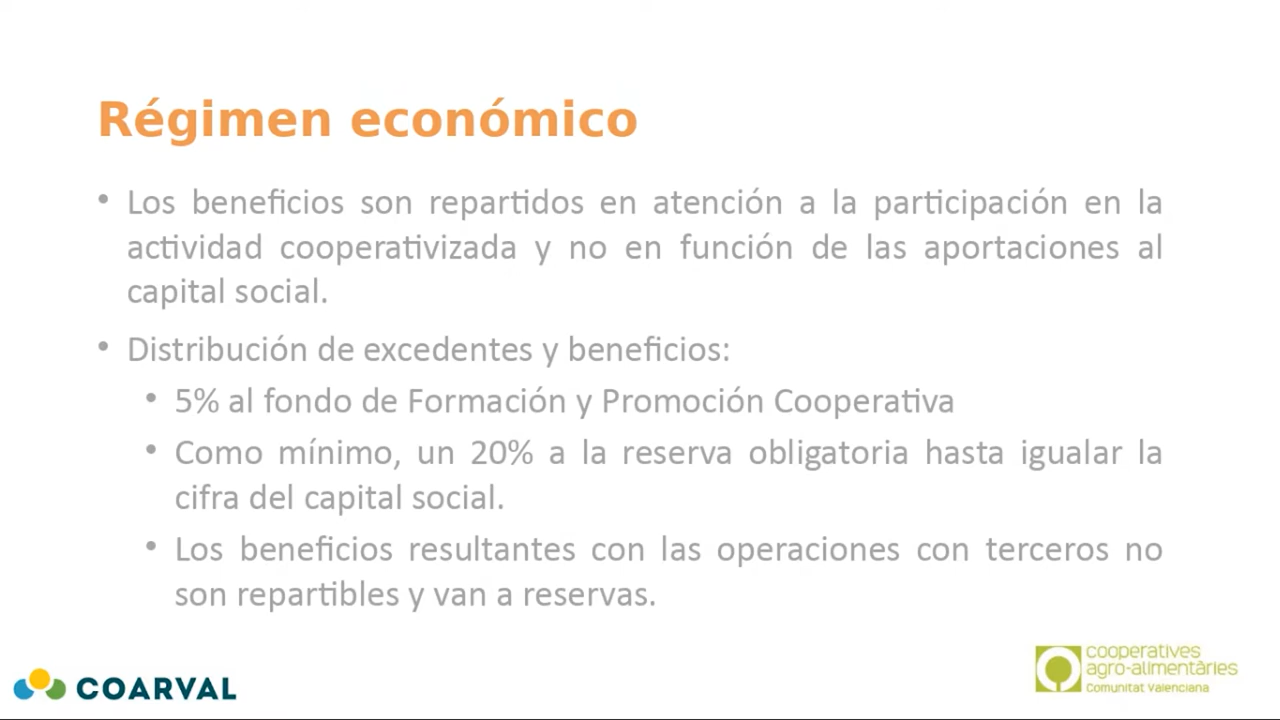 Régimen económico
• Los beneficios son repartidos en atención a la participación en la
actividad cooperativizada y no en función de las aportaciones al
capital social.
• Distribución de excedentes y beneficios:
• 5% al fondo de Formación y Promoción Cooperativa
• Como mínimo, un 20% a la reserva obligatoria hasta igualar la
cifra del capital social.
• Los beneficios resultantes con las operaciones con terceros no
son repartibles y van a reservas.
COARVAL
cooperatives
agro-alimentàries
Comunitat Valenciana